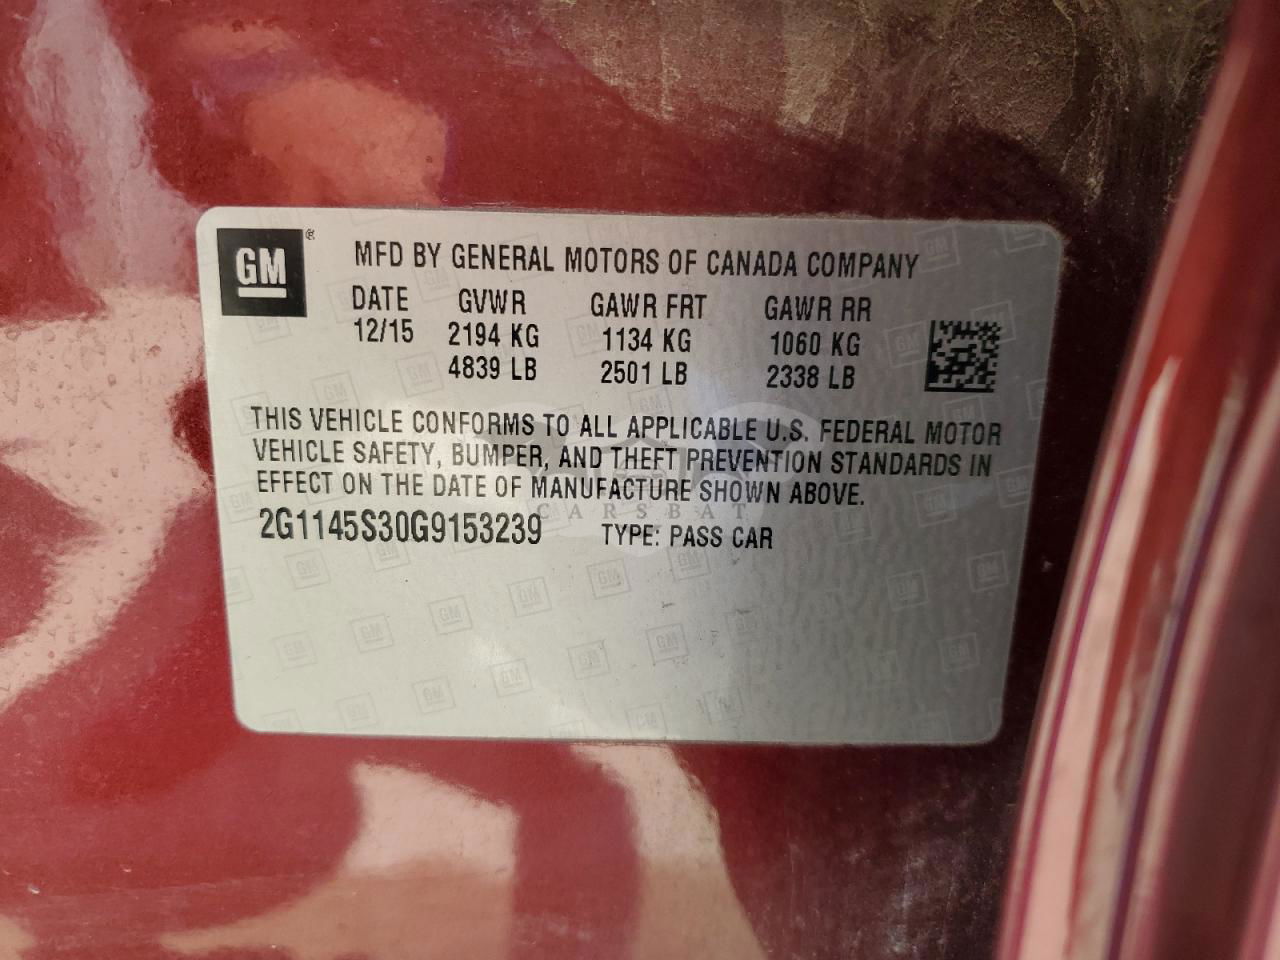 GM ®
MFD BY GENERAL MOTORS OF CANADA COMPANY
DATE GVWR GAWR FRT GAWR RR
12/15 2194 KG 1134 KG 1060 KG
4839 LB 2501 LB 2338 LB
THIS VEHICLE CONFORMS TO ALL APPLICABLE U.S. FEDERAL MOTOR
VEHICLE SAFETY, BUMPER, AND THEFT PREVENTION STANDARDS IN
EFFECT ON THE DATE OF MANUFACTURE SHOWN ABOVE.
CARSBAT
2G1145S30G9153239 TYPE: PASS CAR